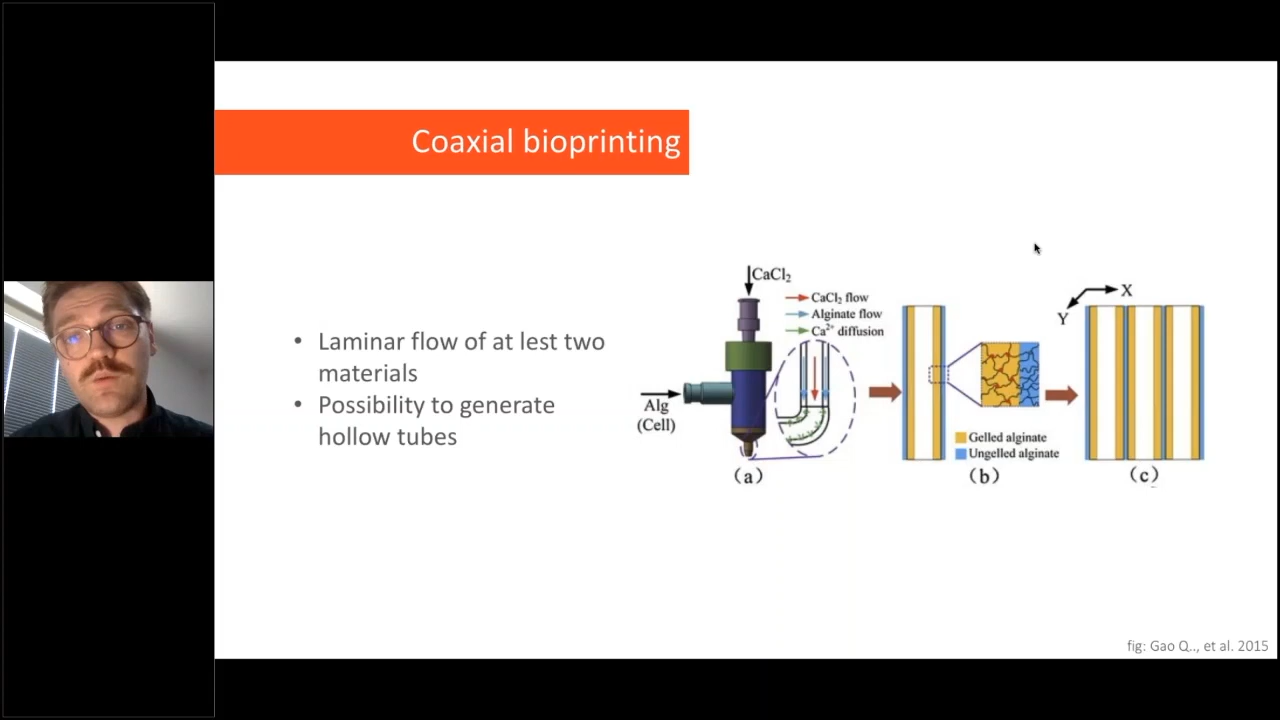 Coaxial bioprinting
• Laminar flow of at lest two
materials
• Possibility to generate
hollow tubes
CaCl₂
CaCl₂ flow
Alginate flow
Ca²⁺ diffusion
Alg
(Cell)
(a)
Gelled alginate
Ungelled alginate
(b)
X
Y
(c)
fig: Gao Q.., et al. 2015